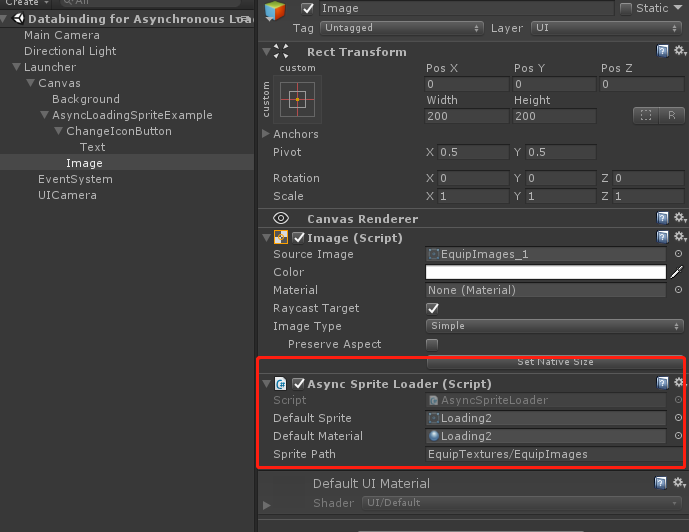 Create All
Databinding for Asynchronous Loa
Main Camera
Directional Light
Launcher
Canvas
Background
AsyncLoadingSpriteExample
ChangeIconButton
Text
Image
EventSystem
UICamera
Image Static
Tag Untagged Layer UI
Rect Transform
custom Pos X Pos Y Pos Z
custom 0 0 0
Width Height
200 200 R
Anchors
Pivot X 0.5 Y 0.5
Rotation X 0 Y 0 Z 0
Scale X 1 Y 1 Z 1
Canvas Renderer
Image (Script)
Source Image EquipImages_1
Color
Material None (Material)
Raycast Target
Image Type Simple
Preserve Aspect
Set Native Size
Async Sprite Loader (Script)
Script AsyncSpriteLoader
Default Sprite Loading2
Default Material Loading2
Sprite Path EquipTextures/EquipImages
Default UI Material
Shader UI/Default